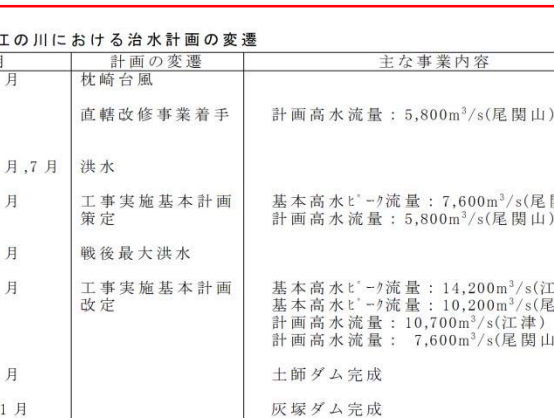 江の川における治水計画の変遷
月 計画の変遷 主な事業内容
月 枕崎台風
直轄改修事業着手 計画高水流量：5,800m³/s(尾関山)
月,7月 洪水
月 工事実施基本計画 基本高水ﾋﾟｰｸ流量：7,600m³/s(尾関
策定 計画高水流量：5,800m³/s(尾関山)
月 戦後最大洪水
月 工事実施基本計画 基本高水ﾋﾟｰｸ流量：14,200m³/s(江
改定 基本高水ﾋﾟｰｸ流量：10,200m³/s(尾
計画高水流量：10,700m³/s(江津)
計画高水流量： 7,600m³/s(尾関山
月 土師ダム完成
1月 灰塚ダム完成